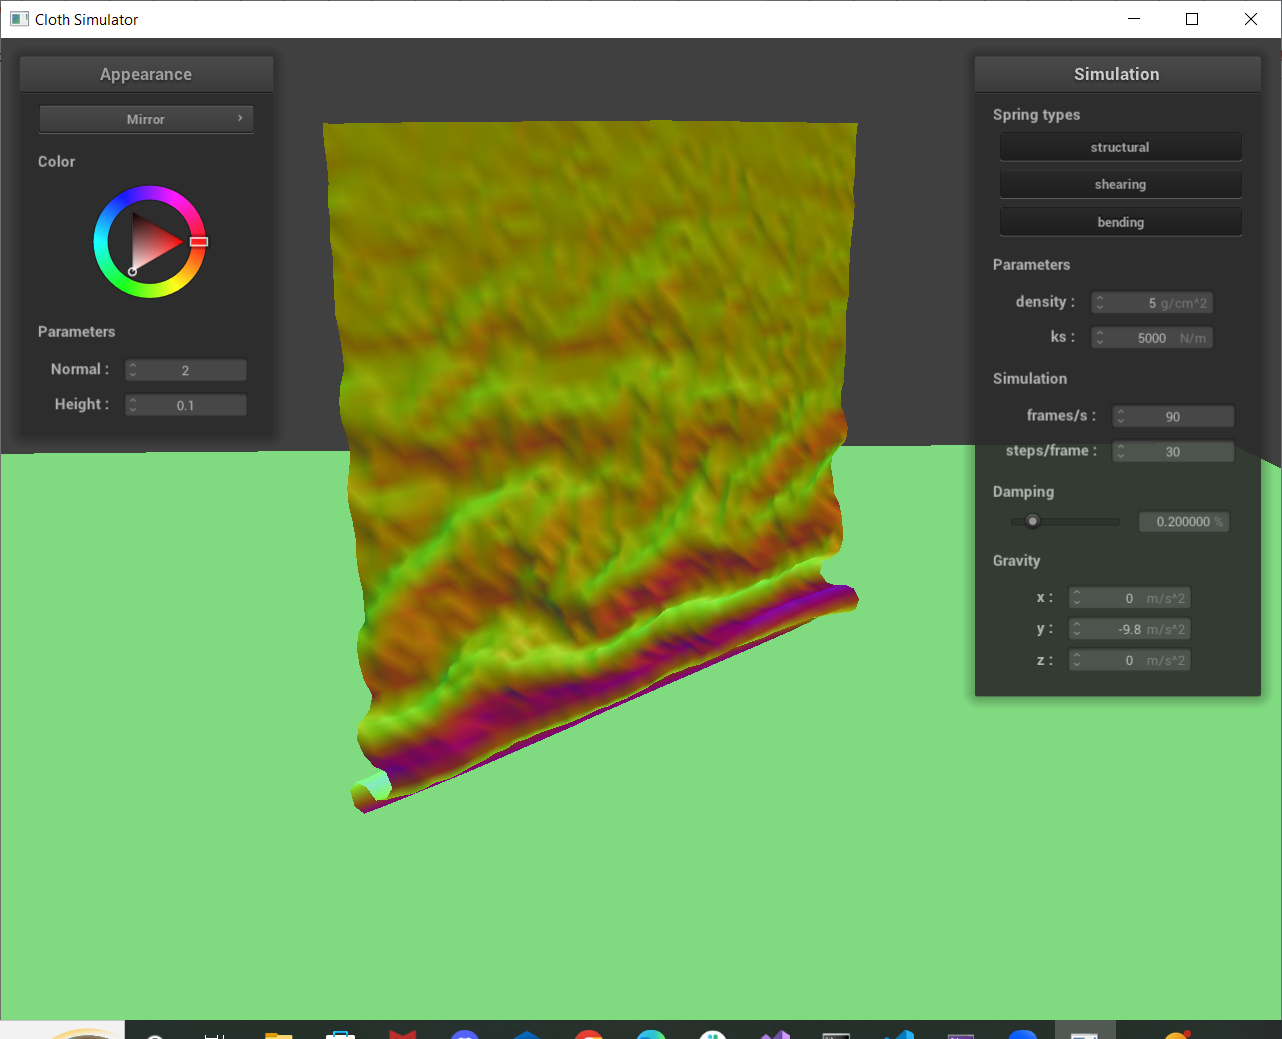 Cloth Simulator
Appearance
Mirror
Color
Parameters
Normal : 2
Height : 0.1
Simulation
Spring types
structural
shearing
bending
Parameters
density : 5 g/cm^2
ks : 5000 N/m
Simulation
frames/s : 90
steps/frame : 30
Damping
0.200000 %
Gravity
x : 0 m/s^2
y : -9.8 m/s^2
z : 0 m/s^2